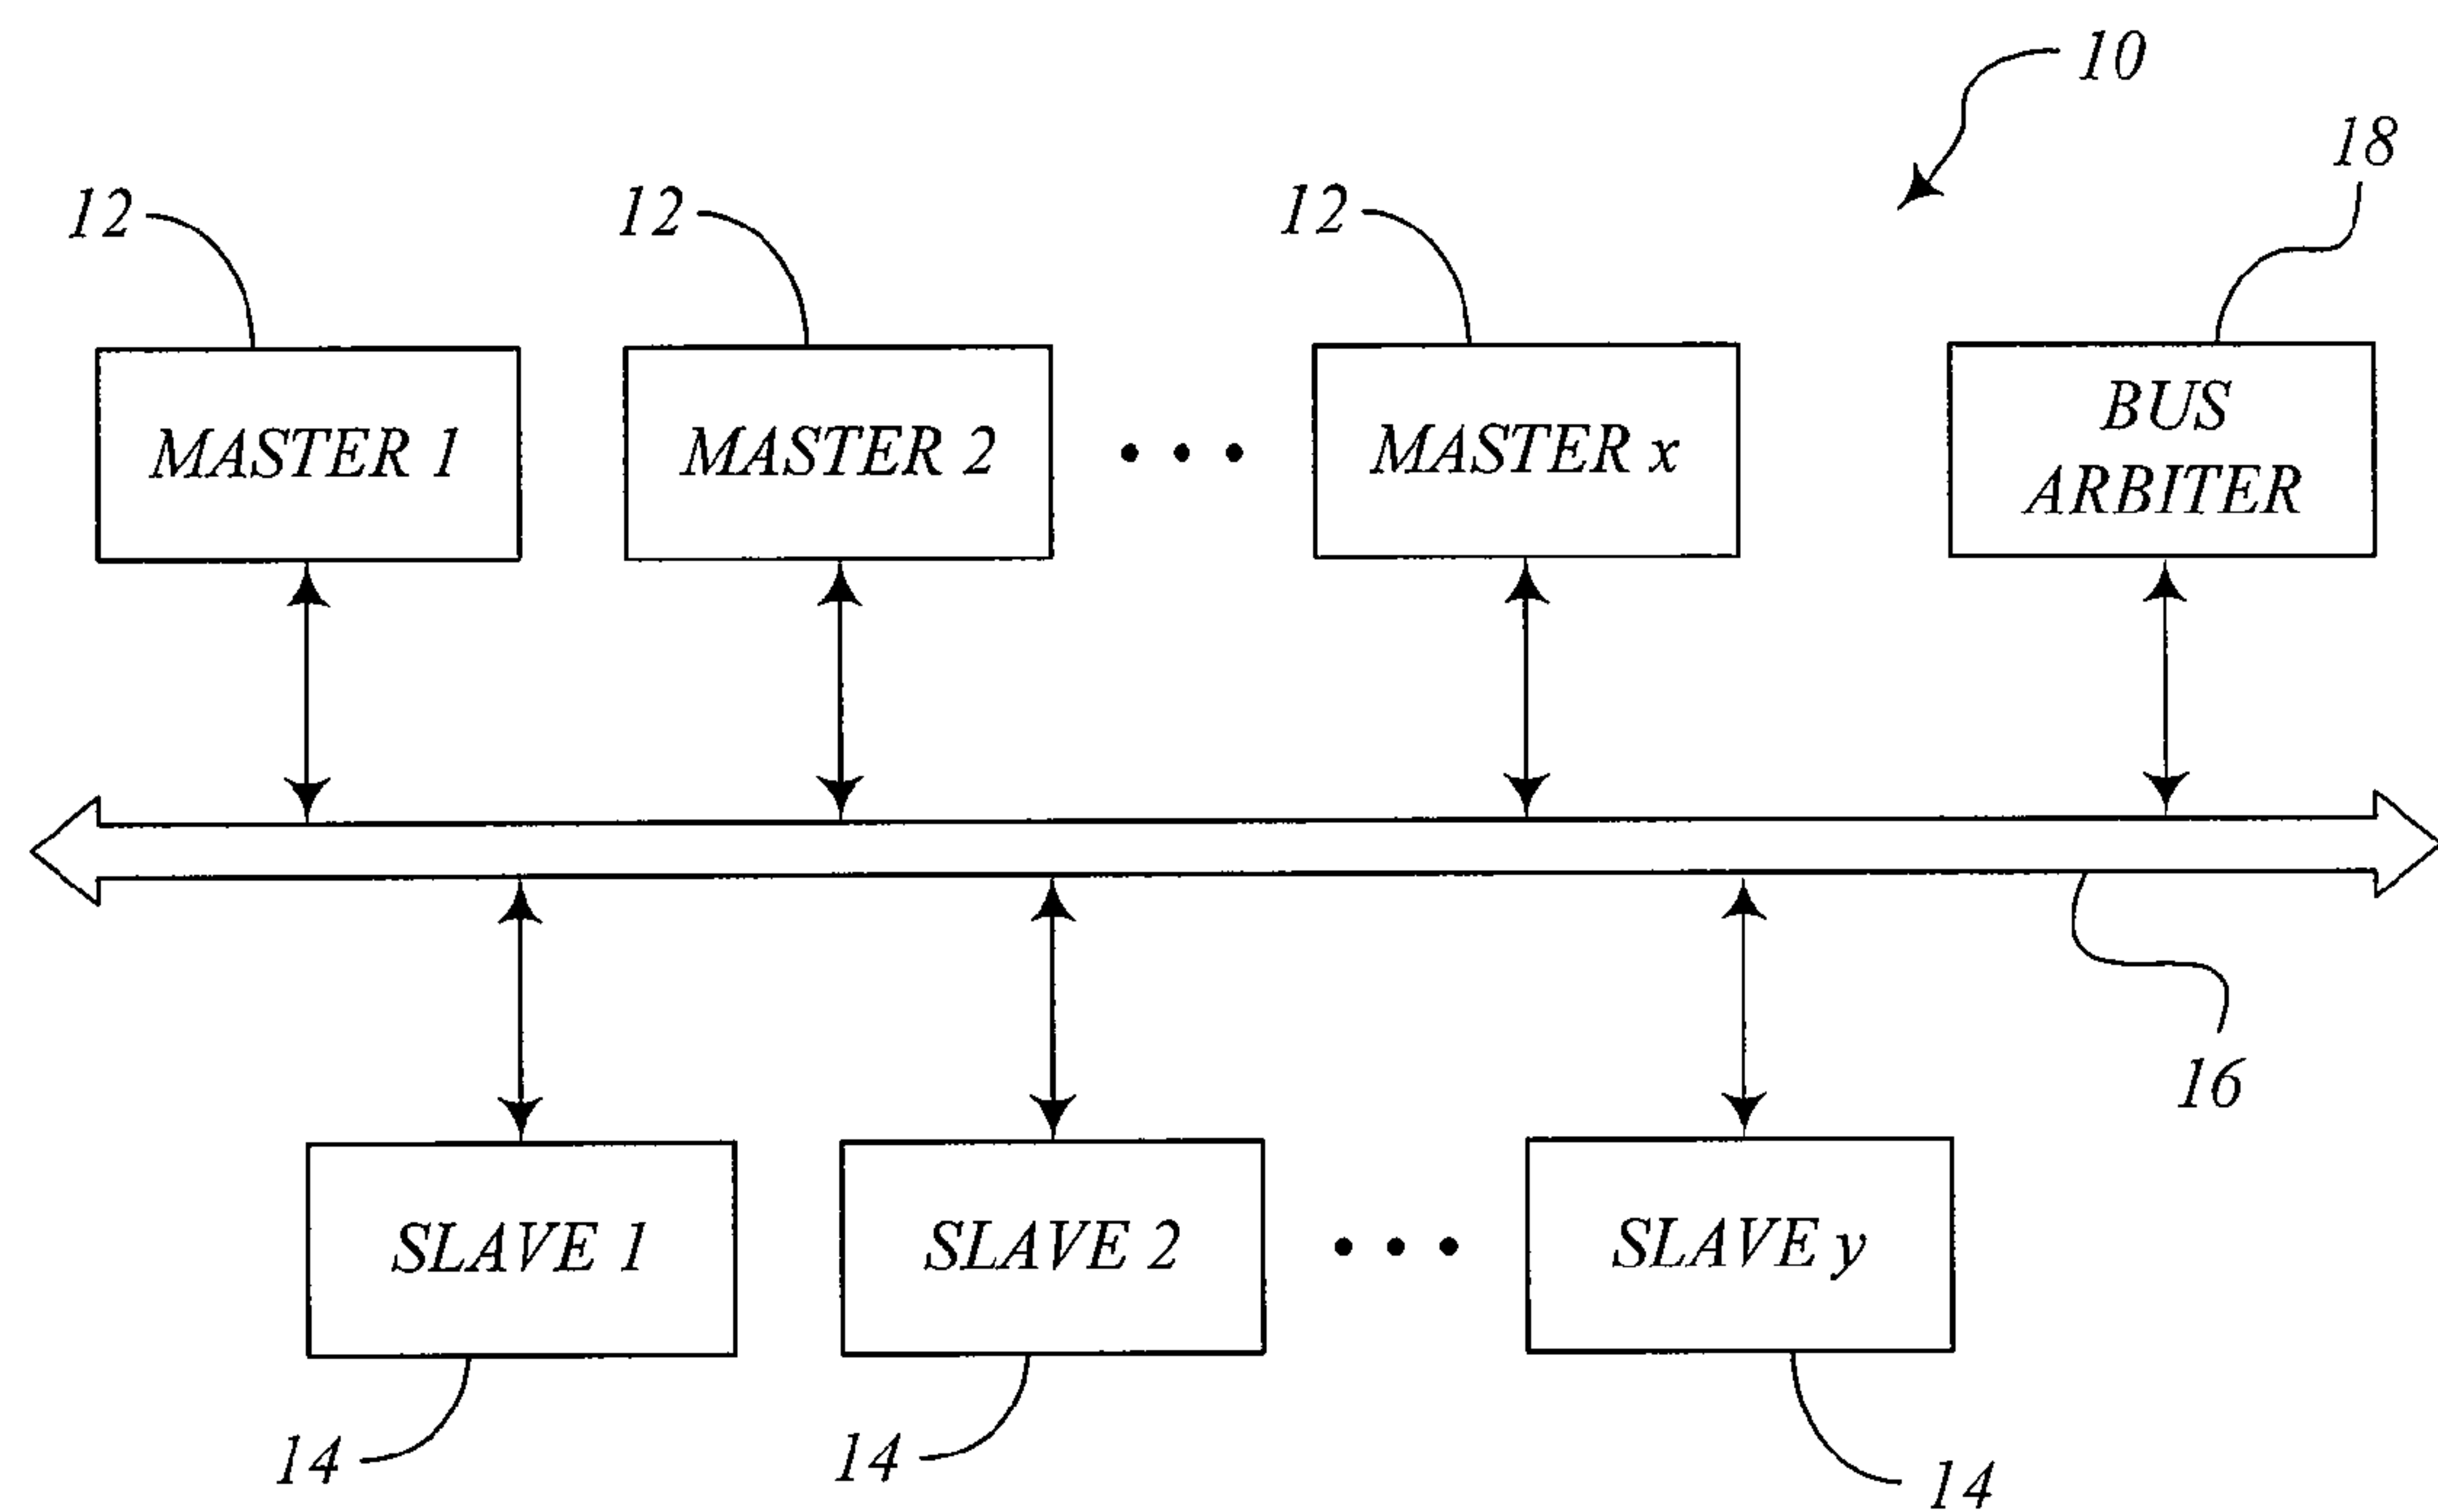 10
18
12
12
12
MASTER 1
MASTER 2
MASTER x
BUS
ARBITER
16
SLAVE 1
SLAVE 2
SLAVE y
14
14
14